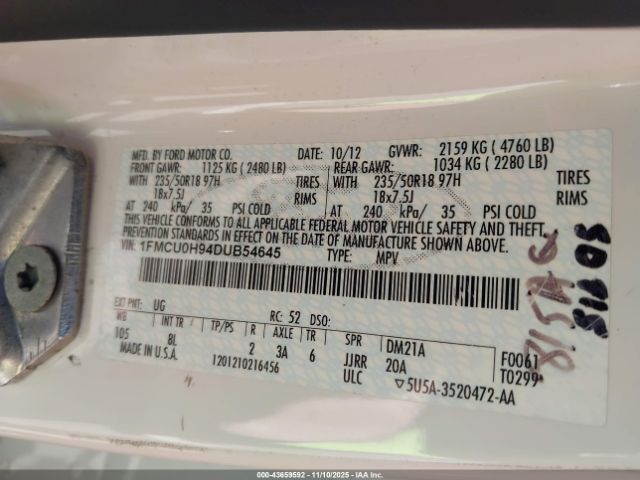 MFD. BY FORD MOTOR CO. 10/12 GVWR: 2159 KG ( 4760 LB)
FRONT GAWR: 1125 KG ( 2480 LB) REAR GAWR: 1034 KG ( 2280 LB)
WITH 235/50R18 97H TIRES WITH 235/50R18 97H TIRES
18x7.5J RIMS 18x7.5J RIMS
AT 240 kPa/ 35 PSI COLD AT 240 kPa/ 35 PSI COLD
THIS VEHICLE CONFORMS TO ALL APPLICABLE FEDERAL MOTOR VEHICLE SAFETY AND THEFT
PREVENTION STANDARDS IN EFFECT ON THE DATE OF MANUFACTURE SHOWN ABOVE.
VIN: 1FMCU0H94DUB54645 TYPE: MPV
EXT PNT: UG RC: 52 DSO:
WB INT TR TP/PS R AXLE TR SPR DM21A F0061
105 BL 2 3A 6 JJRR 20A T0299
MADE IN U.S.A. 1201210216456 ULC ▽5U5A-3520472-AA
000-43659592 - 11/10/2025 - IAAI, INC. COPYRIGHT